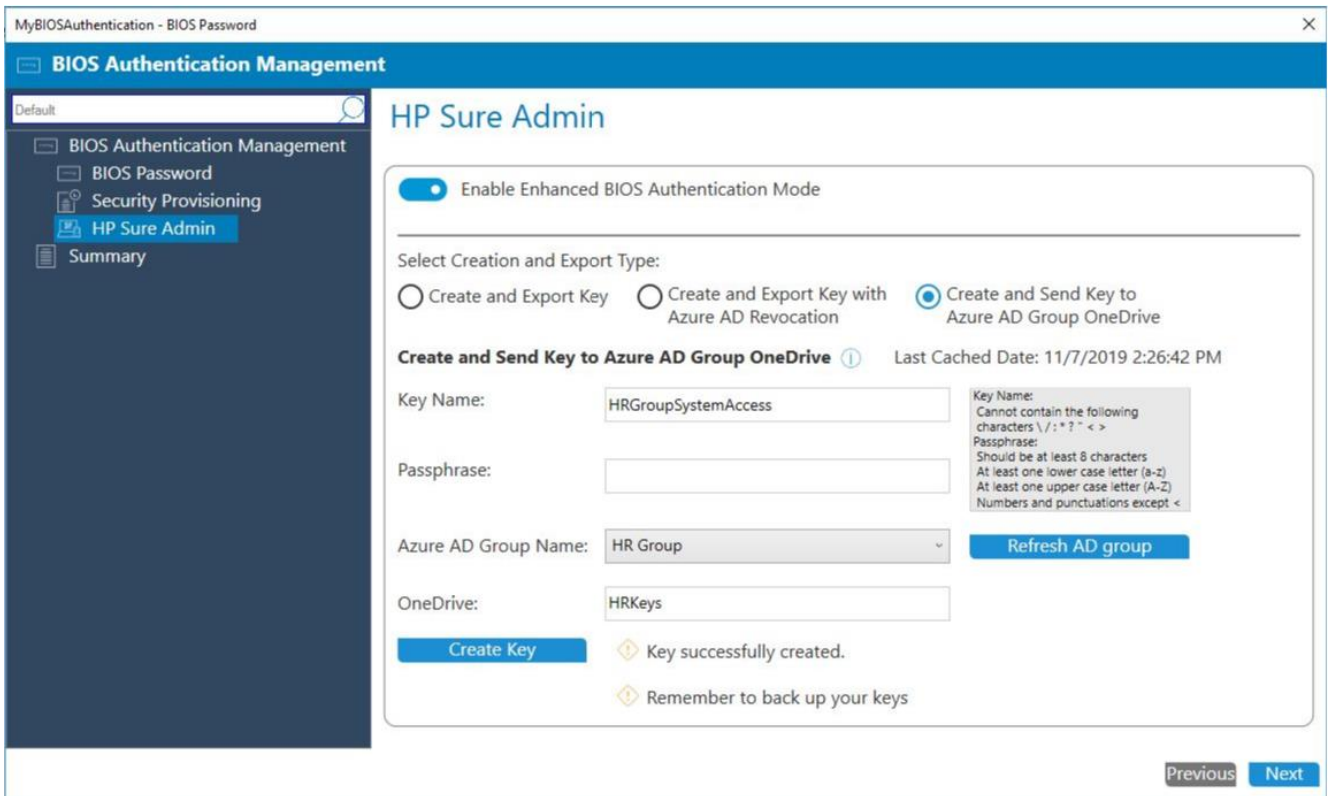 MyBIOSAuthentication - BIOS Password
BIOS Authentication Management
Default
BIOS Authentication Management
BIOS Password
Security Provisioning
HP Sure Admin
Summary
HP Sure Admin
Enable Enhanced BIOS Authentication Mode
Select Creation and Export Type:
Create and Export Key
Create and Export Key with
Azure AD Revocation
Create and Send Key to
Azure AD Group OneDrive
Create and Send Key to Azure AD Group OneDrive
Last Cached Date: 11/7/2019 2:26:42 PM
Key Name:
HRGroupSystemAccess
Key Name:
Cannot contain the following
characters \ / : * ? " < >
Passphrase:
Should be at least 8 characters
At least one lower case letter (a-z)
At least one upper case letter (A-Z)
Numbers and punctuations except <
Passphrase:
Azure AD Group Name:
HR Group
Refresh AD group
OneDrive:
HRKeys
Create Key
Key successfully created.
Remember to back up your keys
Previous
Next